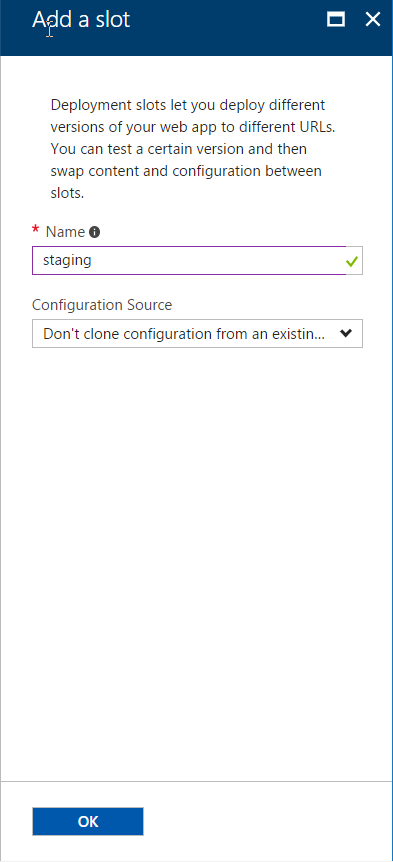 Add a slot
Deployment slots let you deploy different
versions of your web app to different URLs.
You can test a certain version and then
swap content and configuration between
slots.
* Name
staging
Configuration Source
Don't clone configuration from an existin...
OK